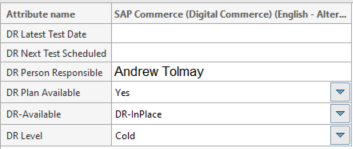 Attribute name SAP Commerce (Digital Commerce) (English - Alter...
DR Latest Test Date
DR Next Test Scheduled
DR Person Responsible Andrew Tolmay
DR Plan Available Yes
DR-Available DR-InPlace
DR Level Cold